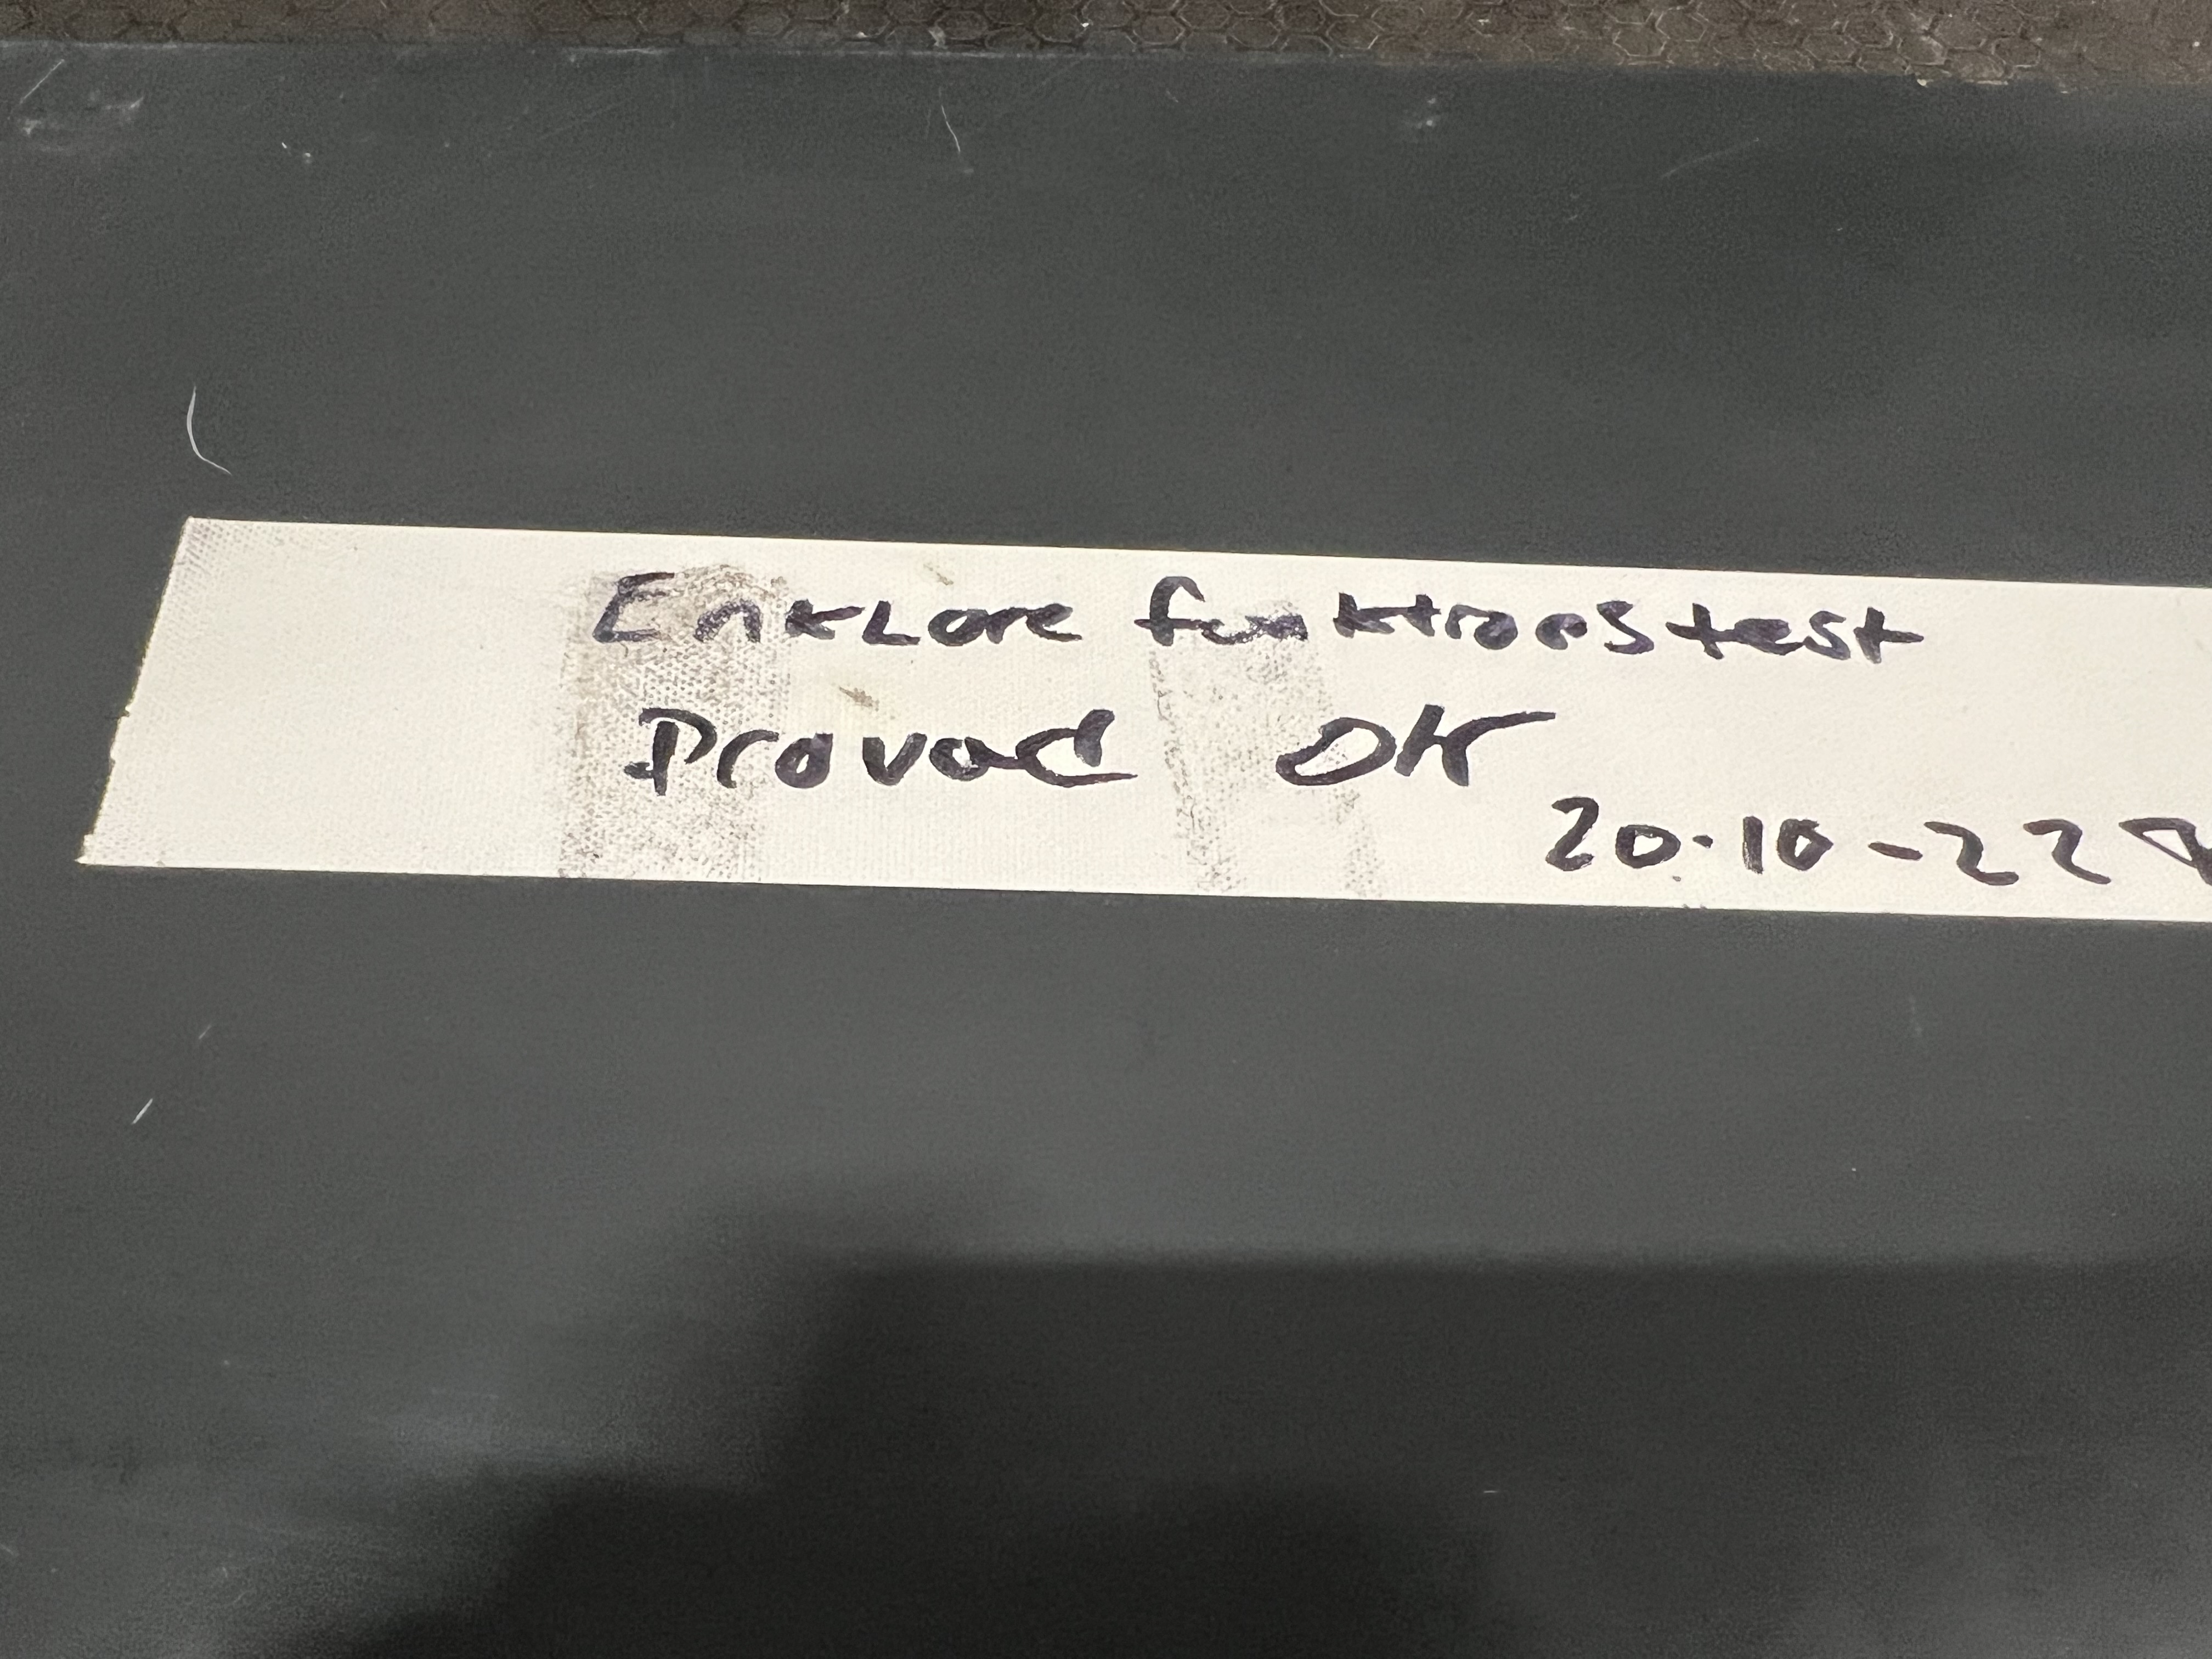 Enklare funktionstest
Provad OK
20.10-22